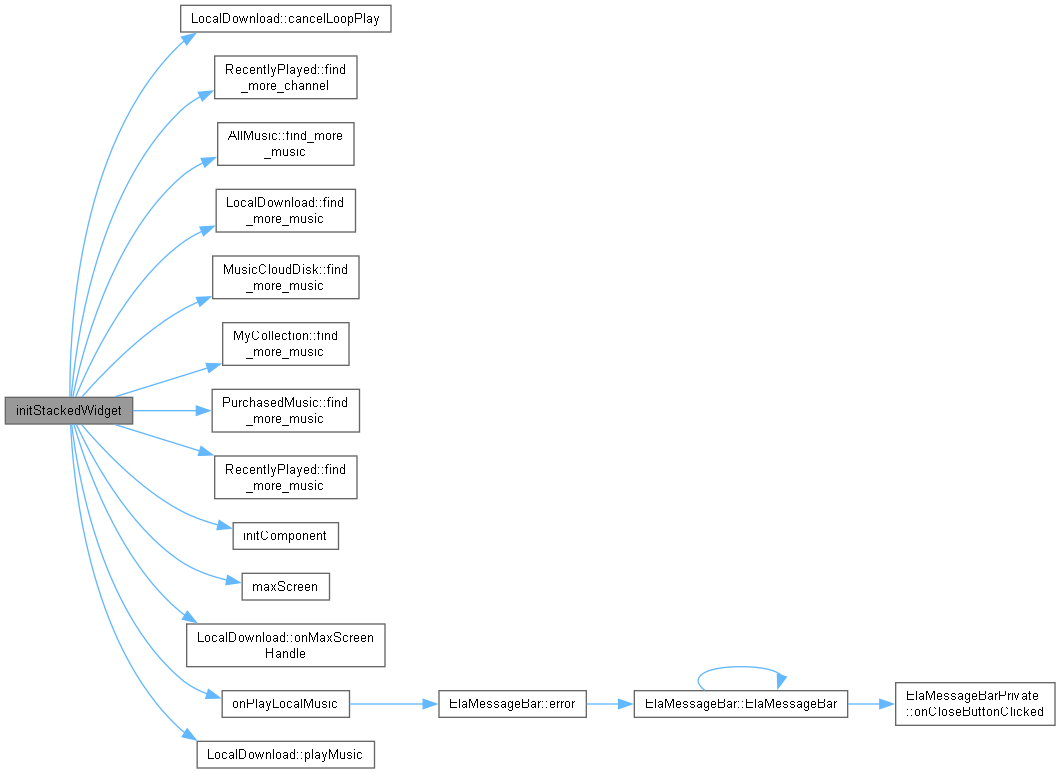 LocalDownload::cancelLoopPlay
RecentlyPlayed::find
_more_channel
AllMusic::find_more
_music
LocalDownload::find
_more_music
MusicCloudDisk::find
_more_music
MyCollection::find
_more_music
initStackedWidget
PurchasedMusic::find
_more_music
RecentlyPlayed::find
_more_music
initComponent
maxScreen
LocalDownload::onMaxScreen
Handle
onPlayLocalMusic
ElaMessageBar::error
ElaMessageBar::ElaMessageBar
ElaMessageBarPrivate
::onCloseButtonClicked
LocalDownload::playMusic